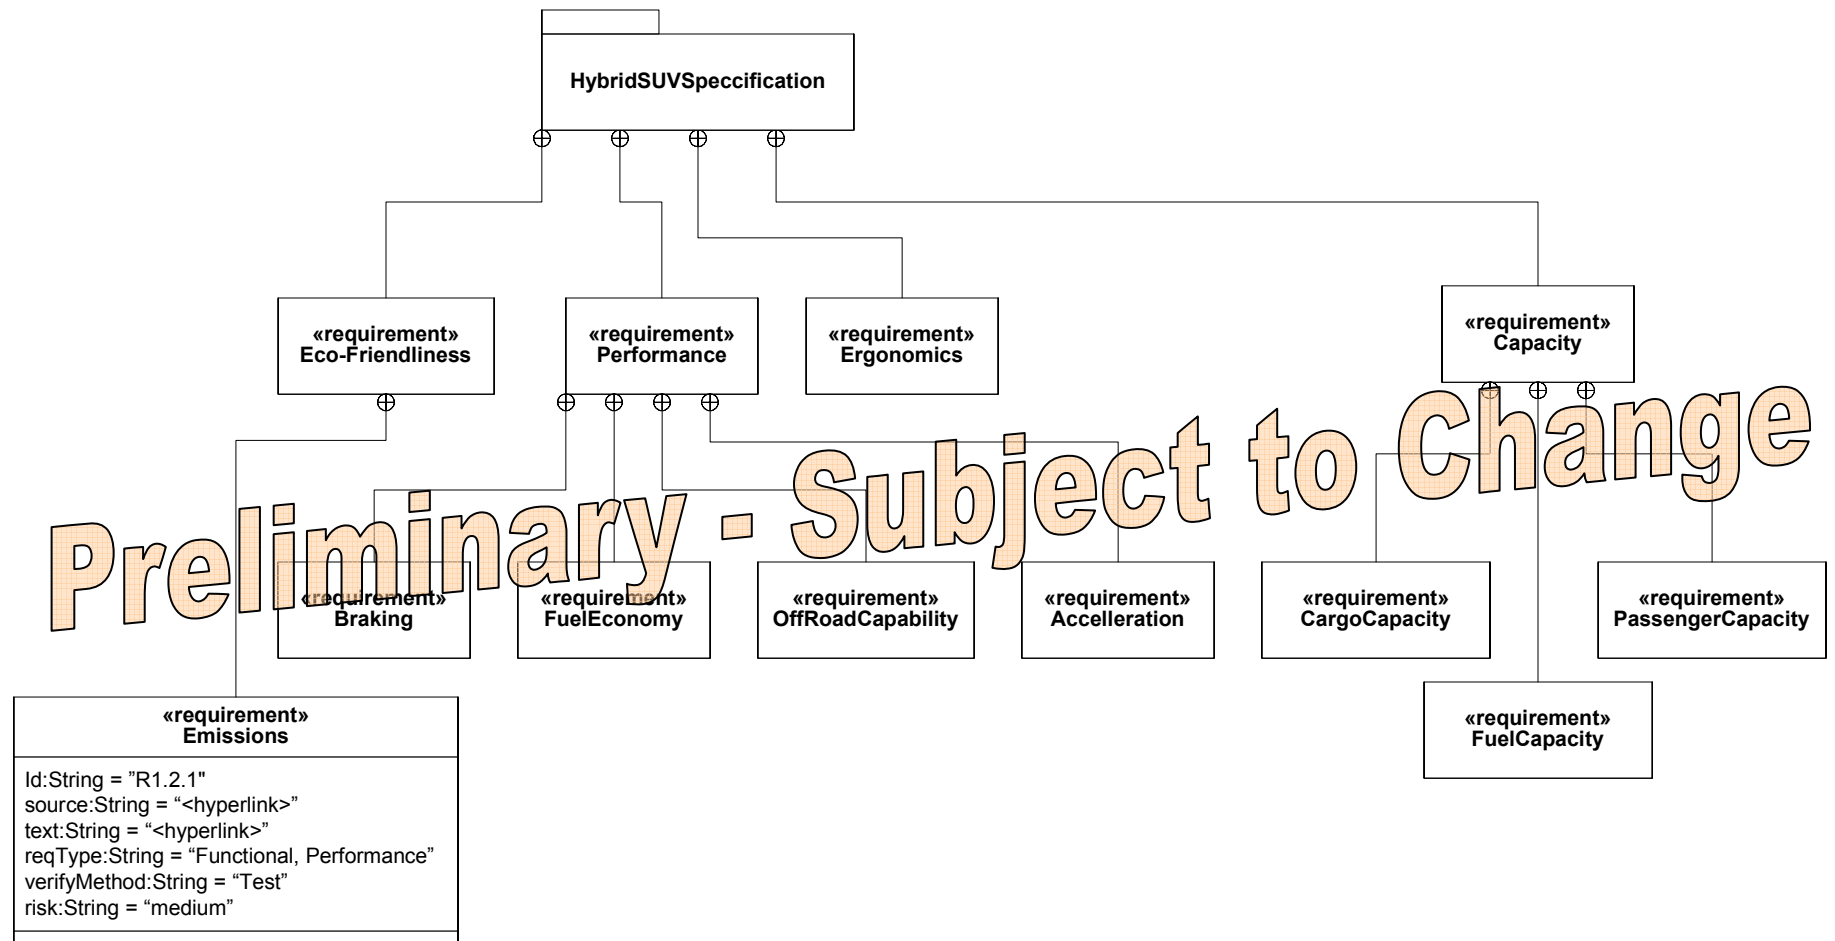 HybridSUVSpeccification
«requirement»
Eco-Friendliness
«requirement»
Performance
«requirement»
Ergonomics
«requirement»
Capacity
Preliminary - Subject to Change
«requirement»
Braking
«requirement»
FuelEconomy
«requirement»
OffRoadCapability
«requirement»
Accelleration
«requirement»
CargoCapacity
«requirement»
PassengerCapacity
«requirement»
FuelCapacity
«requirement»
Emissions
Id:String = ”R1.2.1"
source:String = “<hyperlink>”
text:String = “<hyperlink>”
reqType:String = “Functional, Performance”
verifyMethod:String = “Test”
risk:String = “medium”